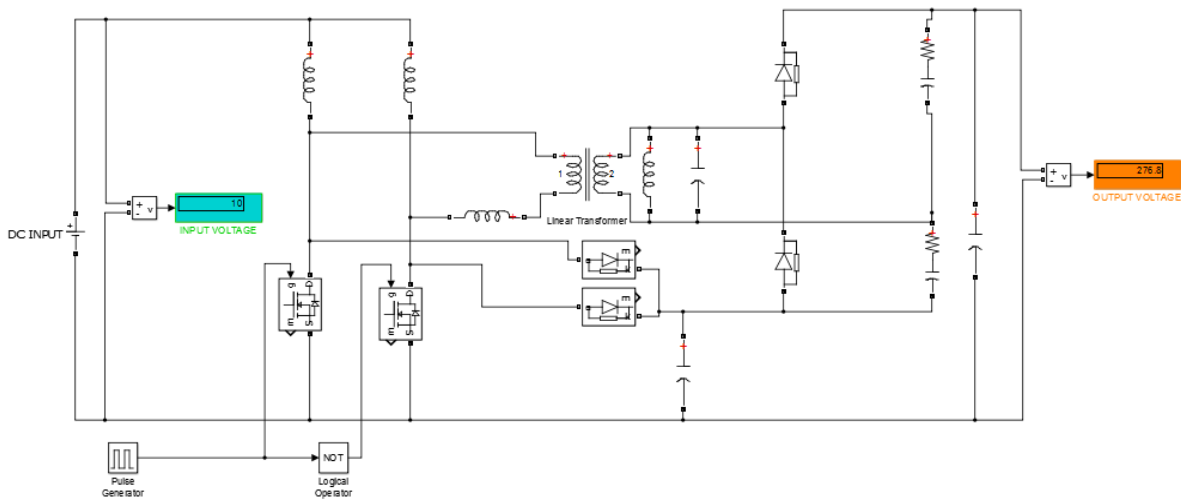 DC INPUT
+
-
v
10
INPUT VOLTAGE
g
D
m
S
g
D
m
S
1
2
Linear Transformer
a
m
k
a
m
k
+
-
v
276.8
OUTPUT VOLTAGE
Pulse
Generator
NOT
Logical
Operator